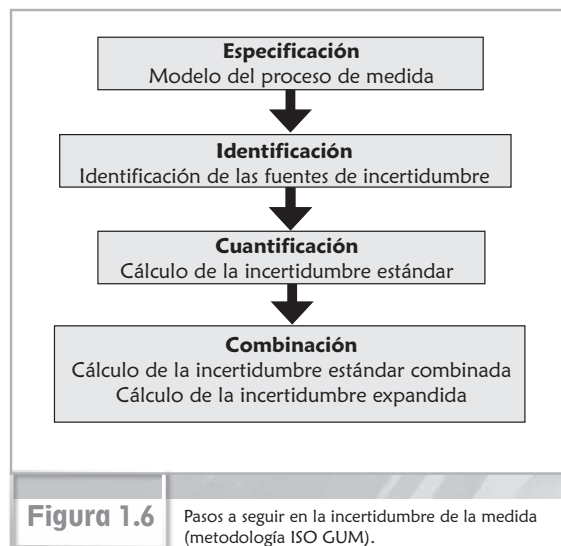 Especificación
Modelo del proceso de medida
Identificación
Identificación de las fuentes de incertidumbre
Cuantificación
Cálculo de la incertidumbre estándar
Combinación
Cálculo de la incertidumbre estándar combinada
Cálculo de la incertidumbre expandida
Figura 1.6
Pasos a seguir en la incertidumbre de la medida
(metodología ISO GUM).